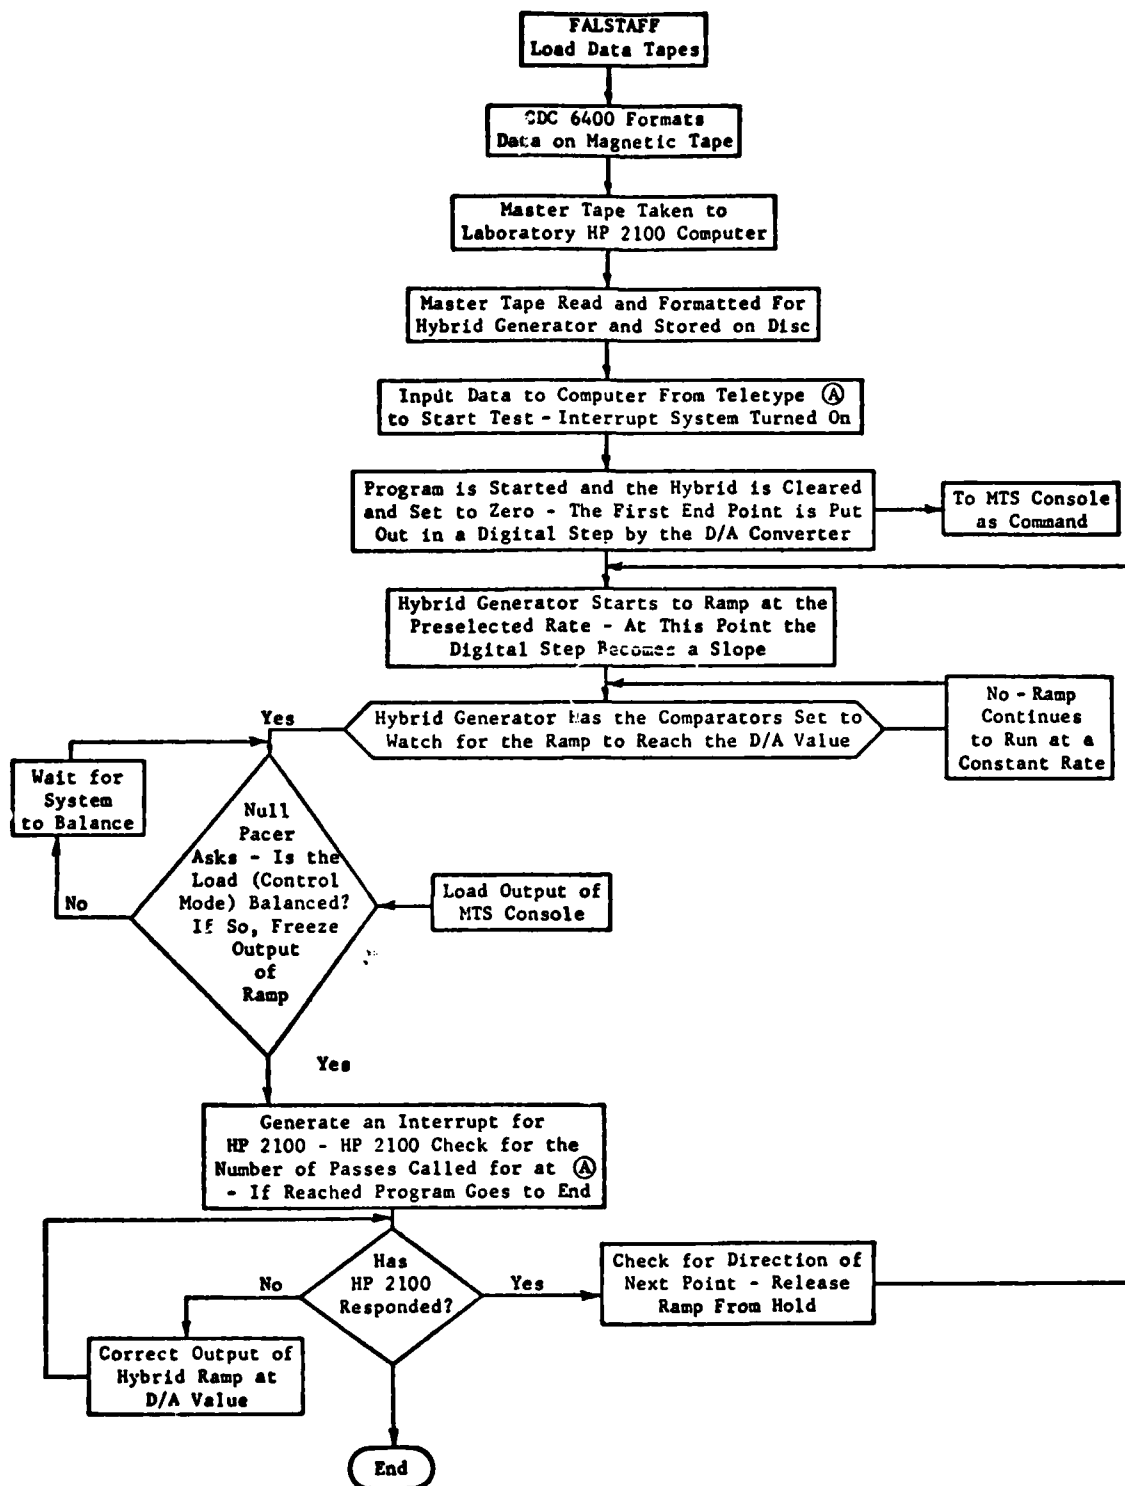 FALSTAFF
Load Data Tapes
CDC 6400 Formats
Data on Magnetic Tape
Master Tape Taken to
Laboratory HP 2100 Computer
Master Tape Read and Formatted For
Hybrid Generator and Stored on Disc
Input Data to Computer From Teletype Ⓐ
to Start Test - Interrupt System Turned On
Program is Started and the Hybrid is Cleared
and Set to Zero - The First End Point is Put
Out in a Digital Step by the D/A Converter
To MTS Console
as Command
Hybrid Generator Starts to Ramp at the
Preselected Rate - At This Point the
Digital Step Becomes a Slope
Hybrid Generator Has the Comparators Set to
Watch for the Ramp to Reach the D/A Value
No - Ramp
Continues
to Run at a
Constant Rate
Yes
Wait for
System
to Balance
No
Null
Pacer
Asks - Is the
Load (Control
Mode) Balanced?
If So, Freeze
Output
of
Ramp
Load Output of
MTS Console
Yes
Generate an Interrupt for
HP 2100 - HP 2100 Check for the
Number of Passes Called for at Ⓐ
- If Reached Program Goes to End
Has
HP 2100
Responded?
No
Yes
Check for Direction of
Next Point - Release
Ramp From Hold
Correct Output of
Hybrid Ramp at
D/A Value
End